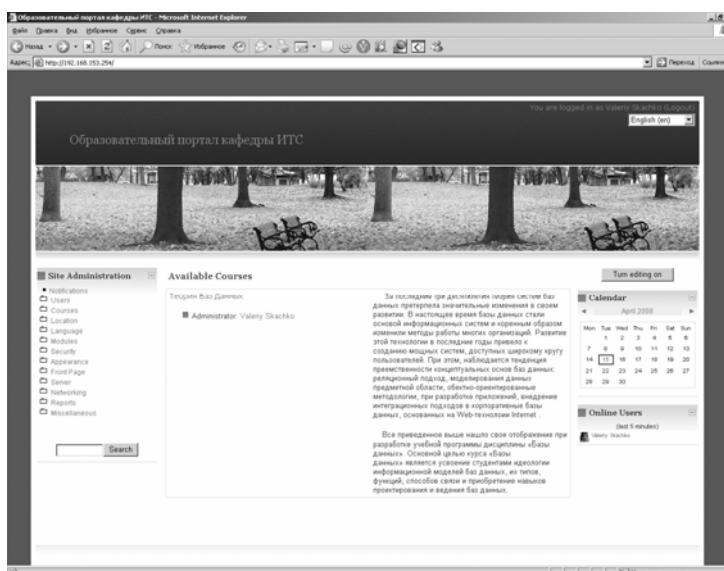 Образовательный портал кафедры ИТС - Microsoft Internet Explorer
Файл Правка Вид Избранное Сервис Справка
Назад Поиск Избранное
Адрес: http://192.168.153.254/ Переход Ссылки
You are logged in as Valeriy Skachko (Logout)
English (en)
Образовательный портал кафедры ИТС
Site Administration
Notifications
Users
Courses
Location
Language
Modules
Security
Appearance
Front Page
Server
Networking
Reports
Miscellaneous
Search
Available Courses
Теория Баз Данных
Administrator: Valeriy Skachko
За последние три десятилетия теория систем баз
данных претерпела значительные изменения в своем
развитии. В настоящее время базы данных стали
основой информационных систем и коренным образом
изменили методы работы многих организаций. Развитие
этой технологии в последние годы привело к
созданию мощных систем, доступных широкому кругу
пользователей. При этом, наблюдается тенденция
преемственности концептуальных основ баз данных:
реляционный подход, моделирования данных
предметной области, обектно-ориентированные
методологии, при разработке приложений, внедрение
интеграционных подходов в корпоративные базы
данных, основанных на Web-технологии Internet .
Все приведенное выше нашло свое отображение при
разработке учебной программы дисциплины «Базы
данных». Основной целью курса «Базы
данных» является усвоение студентами идеологии
информационной моделей баз данных, их типов,
функций, способов связи и приобретение навыков
проектирования и ведения баз данных.
Turn editing on
Calendar
April 2008
Mon Tue Wed Thu Fri Sat Sun
1 2 3 4 5 6
7 8 9 10 11 12 13
14 15 16 17 18 19 20
21 22 23 24 25 26 27
28 29 30
Online Users
(last 5 minutes)
Valeriy Skachko